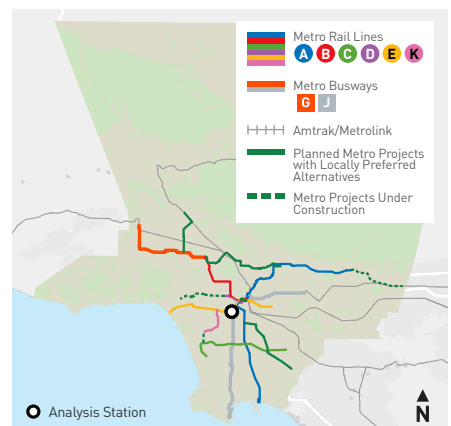 Metro Rail Lines
A B C D E K
Metro Busways
G J
Amtrak/Metrolink
Planned Metro Projects
with Locally Preferred
Alternatives
Metro Projects Under
Construction
Analysis Station
N